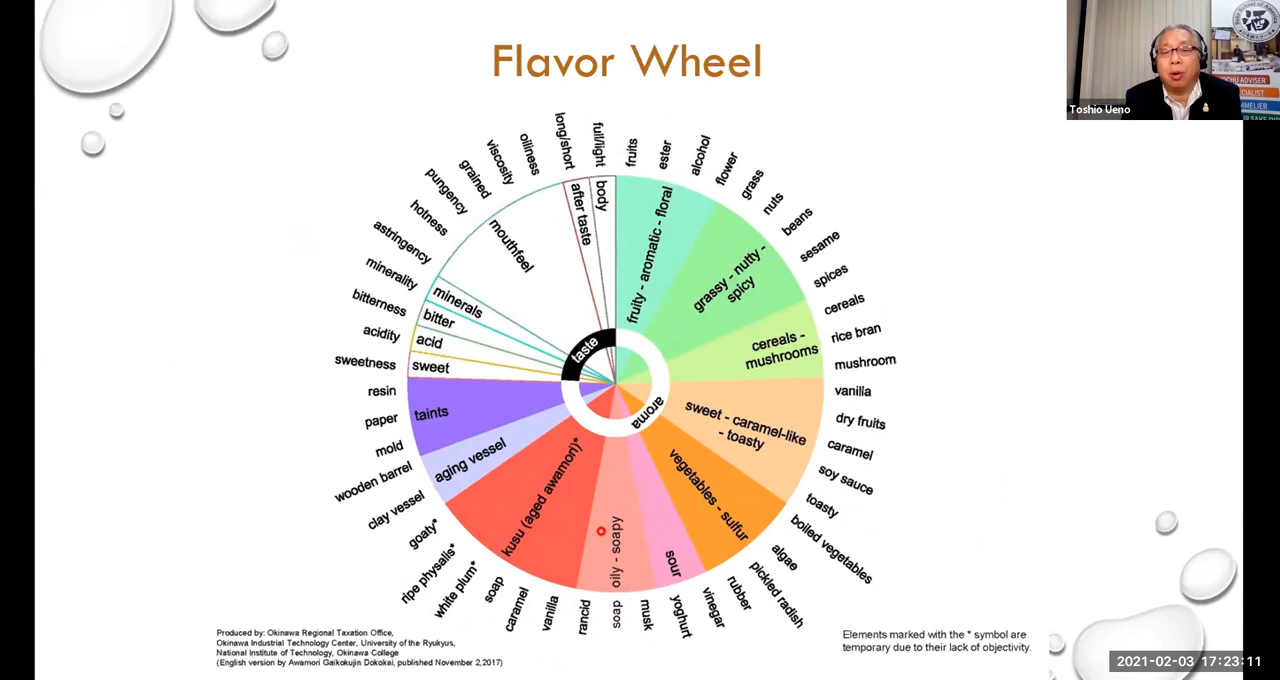 Flavor Wheel
Toshio Ueno
fruits
ester
alcohol
flower
grass
nuts
beans
sesame
spices
cereals
rice bran
mushroom
vanilla
dry fruits
caramel
soy sauce
toasty
boiled vegetables
algae
pickled radish
rubber
vinegar
yoghurt
musk
soap
rancid
vanilla
caramel
soap
white plum*
ripe physalis*
goaty*
clay vessel
wooden barrel
mold
paper
resin
sweetness
acidity
bitterness
minerality
astringency
hotness
pungency
grained
viscosity
oiliness
long/short
full/light
fruity - aromatic - floral
grassy - nutty -
spicy
cereals -
mushrooms
sweet - caramel-like
- toasty
vegetables - sulfur
sour
oily - soapy
kusu (aged awamori)*
aging vessel
taints
sweet
acid
bitter
minerals
mouthfeel
after taste
body
taste
aroma
Produced by: Okinawa Regional Taxation Office,
Okinawa Industrial Technology Center, University of the Ryukyus,
National Institute of Technology, Okinawa College
(English version by Awamori Gaikokujin Dokokai, published November 2,2017)
Elements marked with the * symbol are
temporary due to their lack of objectivity.
2021-02-03 17:23:11